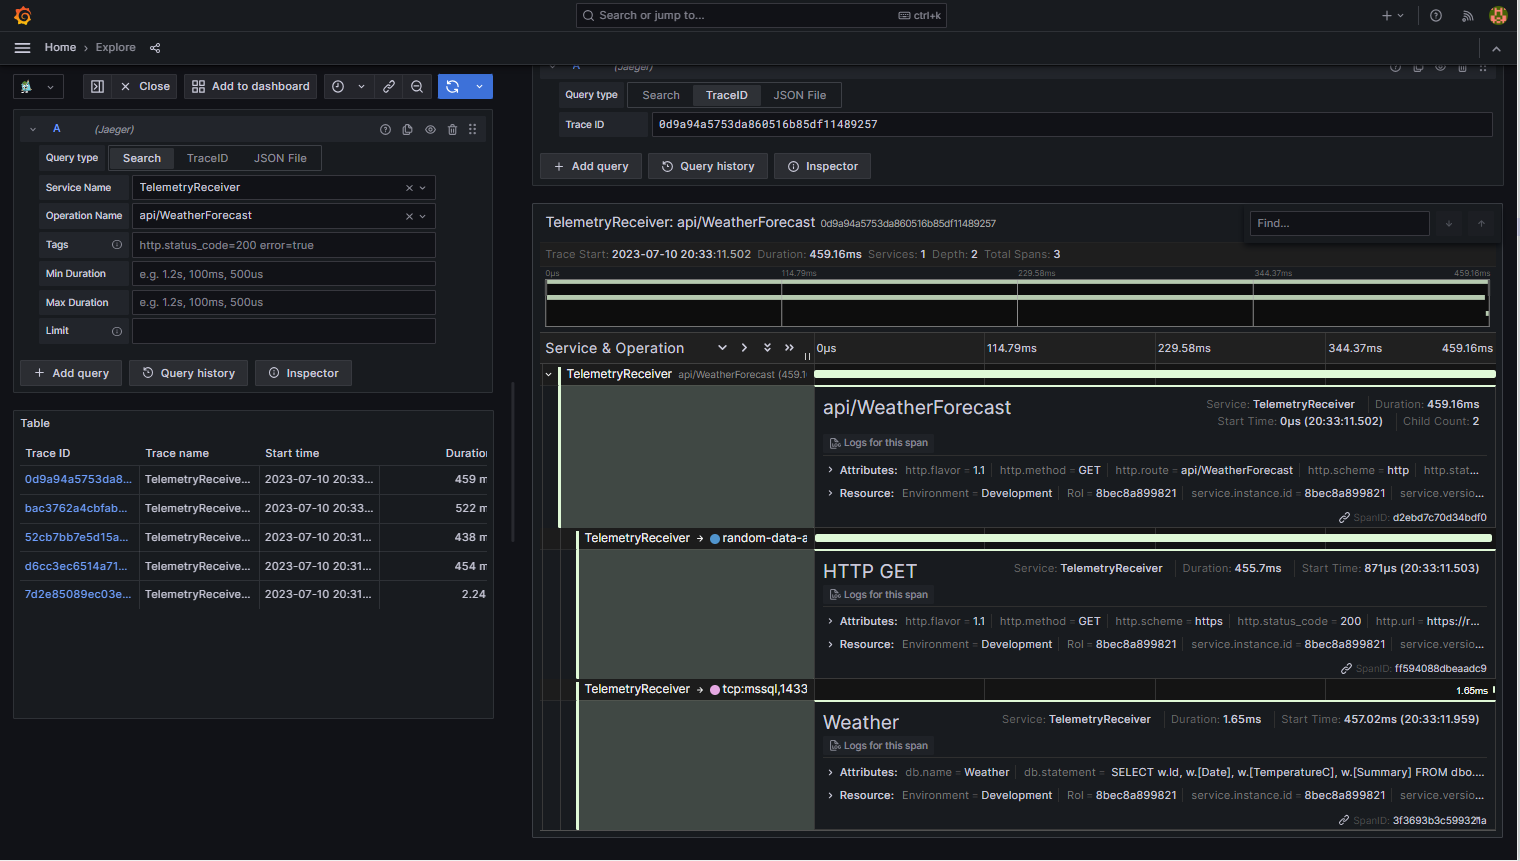 Search or jump to...
ctrl+k
Home › Explore
Close
Add to dashboard
A (Jaeger)
Query type Search TraceID JSON File
Service Name TelemetryReceiver
Operation Name api/WeatherForecast
Tags http.status_code=200 error=true
Min Duration e.g. 1.2s, 100ms, 500us
Max Duration e.g. 1.2s, 100ms, 500us
Limit
+ Add query Query history Inspector
Table
Trace ID Trace name Start time Duration
0d9a94a5753da8... TelemetryReceive... 2023-07-10 20:33... 459 m
bac3762a4cbfab... TelemetryReceive... 2023-07-10 20:33... 522 m
52cb7bb7e5d15a... TelemetryReceive... 2023-07-10 20:31... 438 m
d6cc3ec6514a71... TelemetryReceive... 2023-07-10 20:31... 454 m
7d2e85089ec03e... TelemetryReceive... 2023-07-10 20:31... 2.24
A (Jaeger)
Query type Search TraceID JSON File
Trace ID 0d9a94a5753da860516b85df11489257
+ Add query Query history Inspector
TelemetryReceiver: api/WeatherForecast 0d9a94a5753da860516b85df11489257
Find...
Trace Start: 2023-07-10 20:33:11.502 Duration: 459.16ms Services: 1 Depth: 2 Total Spans: 3
0μs 114.79ms 229.58ms 344.37ms 459.16ms
Service & Operation 0μs 114.79ms 229.58ms 344.37ms 459.16ms
TelemetryReceiver api/WeatherForecast (459.1
api/WeatherForecast
Service: TelemetryReceiver Duration: 459.16ms
Start Time: 0μs (20:33:11.502) Child Count: 2
Logs for this span
Attributes: http.flavor = 1.1 http.method = GET http.route = api/WeatherForecast http.scheme = http http.stat...
Resource: Environment = Development Rol = 8bec8a899821 service.instance.id = 8bec8a899821 service.versio...
SpanID: d2ebd7c70d34bdf0
TelemetryReceiver → random-data-a
HTTP GET
Service: TelemetryReceiver Duration: 455.7ms Start Time: 871μs (20:33:11.503)
Logs for this span
Attributes: http.flavor = 1.1 http.method = GET http.scheme = https http.status_code = 200 http.url = https://r...
Resource: Environment = Development Rol = 8bec8a899821 service.instance.id = 8bec8a899821 service.versio...
SpanID: ff594088dbeaadc9
TelemetryReceiver → tcp:mssql,1433
1.65ms
Weather
Service: TelemetryReceiver Duration: 1.65ms Start Time: 457.02ms (20:33:11.959)
Logs for this span
Attributes: db.name = Weather db.statement = SELECT w.Id, w.[Date], w.[TemperatureC], w.[Summary] FROM dbo....
Resource: Environment = Development Rol = 8bec8a899821 service.instance.id = 8bec8a899821 service.versio...
SpanID: 3f3693b3c599321a